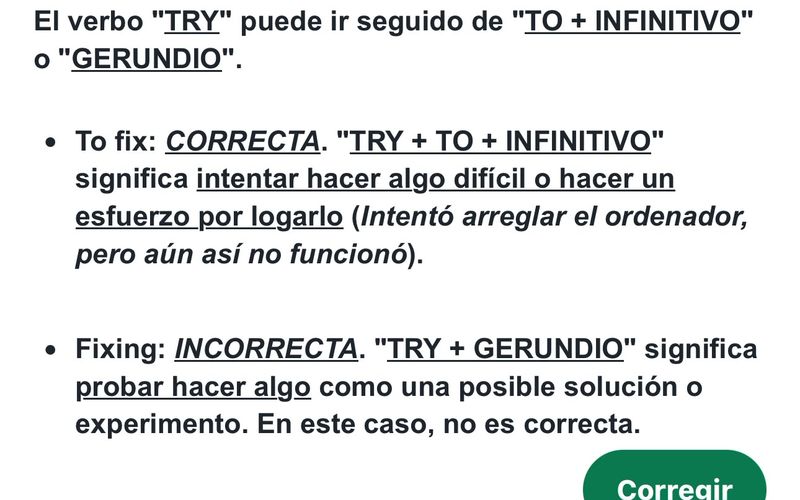 El verbo "TRY" puede ir seguido de "TO + INFINITIVO"
o "GERUNDIO".
• To fix: CORRECTA. "TRY + TO + INFINITIVO"
significa intentar hacer algo difícil o hacer un
esfuerzo por logarlo (Intentó arreglar el ordenador,
pero aún así no funcionó).
• Fixing: INCORRECTA. "TRY + GERUNDIO" significa
probar hacer algo como una posible solución o
experimento. En este caso, no es correcta.
Corregir